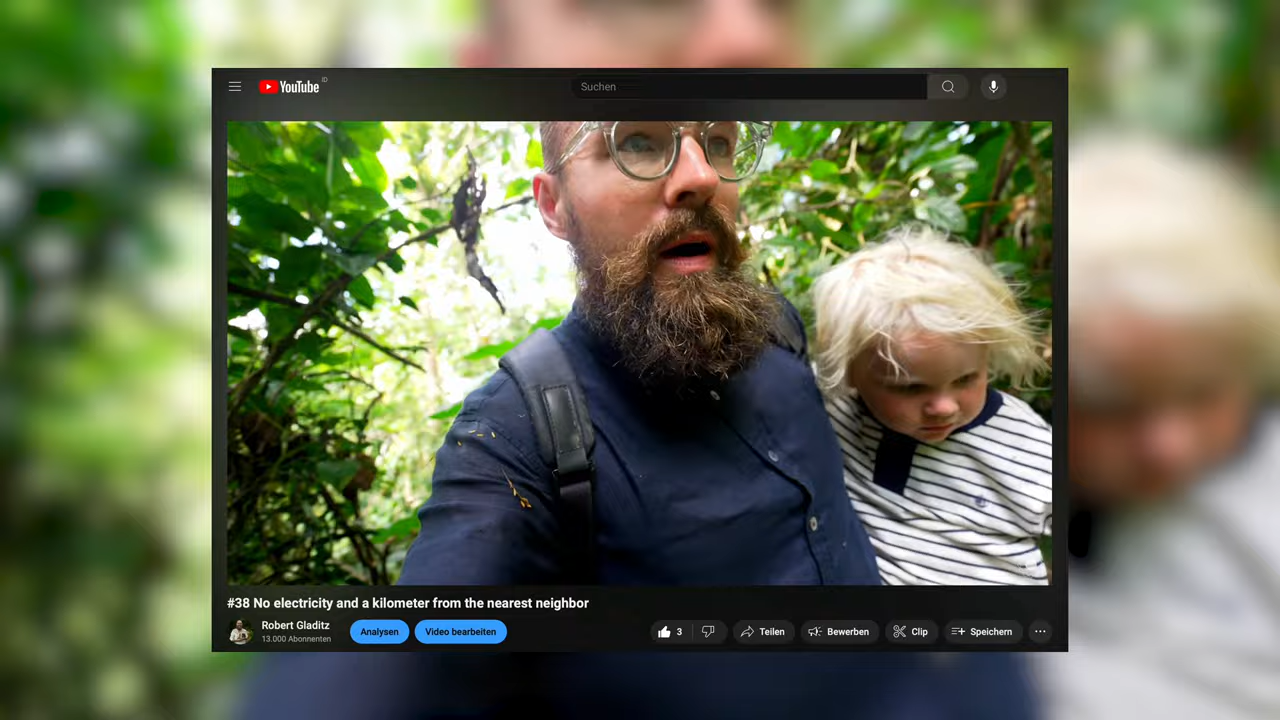 YouTube ID
Suchen
#38 No electricity and a kilometer from the nearest neighbor
Robert Gladitz
13.000 Abonnenten
Analysen
Video bearbeiten
3
Teilen
Bewerben
Clip
Speichern